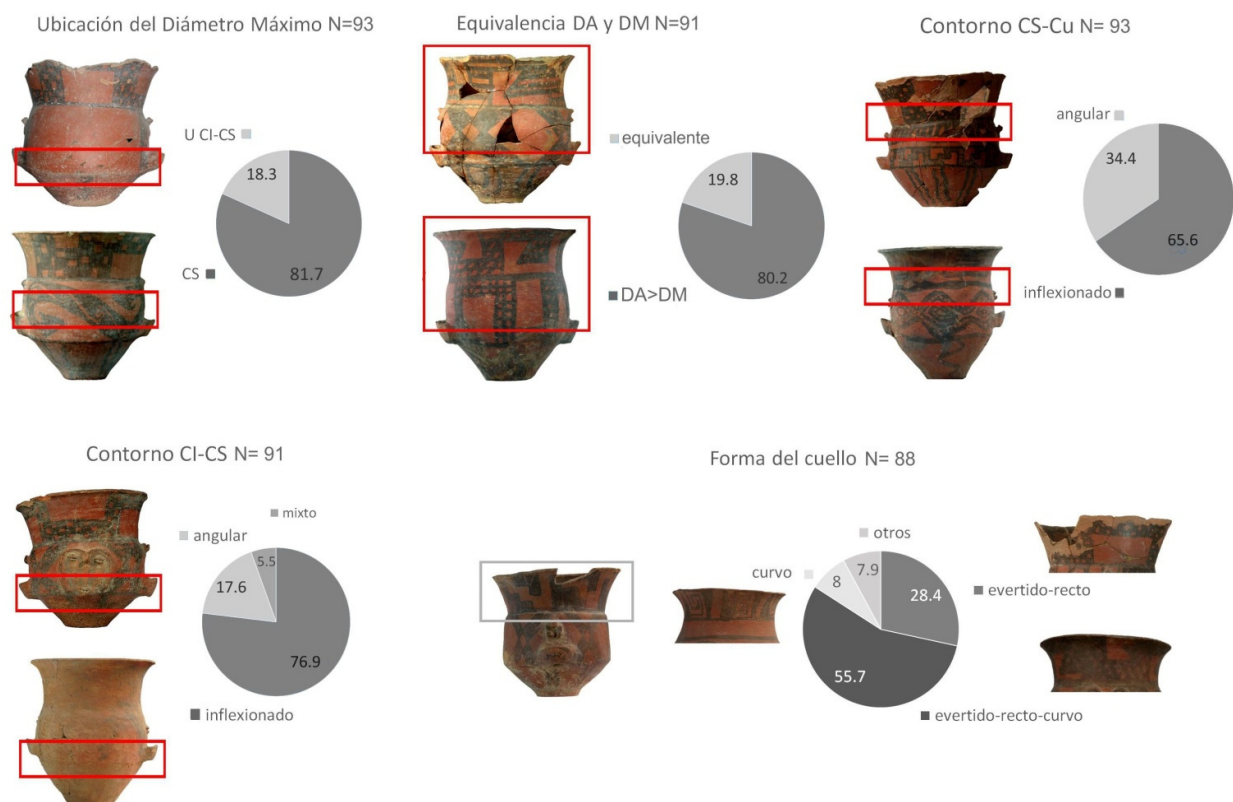 Ubicación del Diámetro Máximo N=93
U CI-CS
18.3
CS
81.7
Equivalencia DA y DM N=91
equivalente
19.8
80.2
DA>DM
Contorno CS-Cu N= 93
angular
34.4
65.6
inflexionado
Contorno CI-CS N= 91
mixto
angular
5.5
17.6
76.9
inflexionado
Forma del cuello N= 88
otros
curvo
7.9
8
28.4
evertido-recto
55.7
evertido-recto-curvo